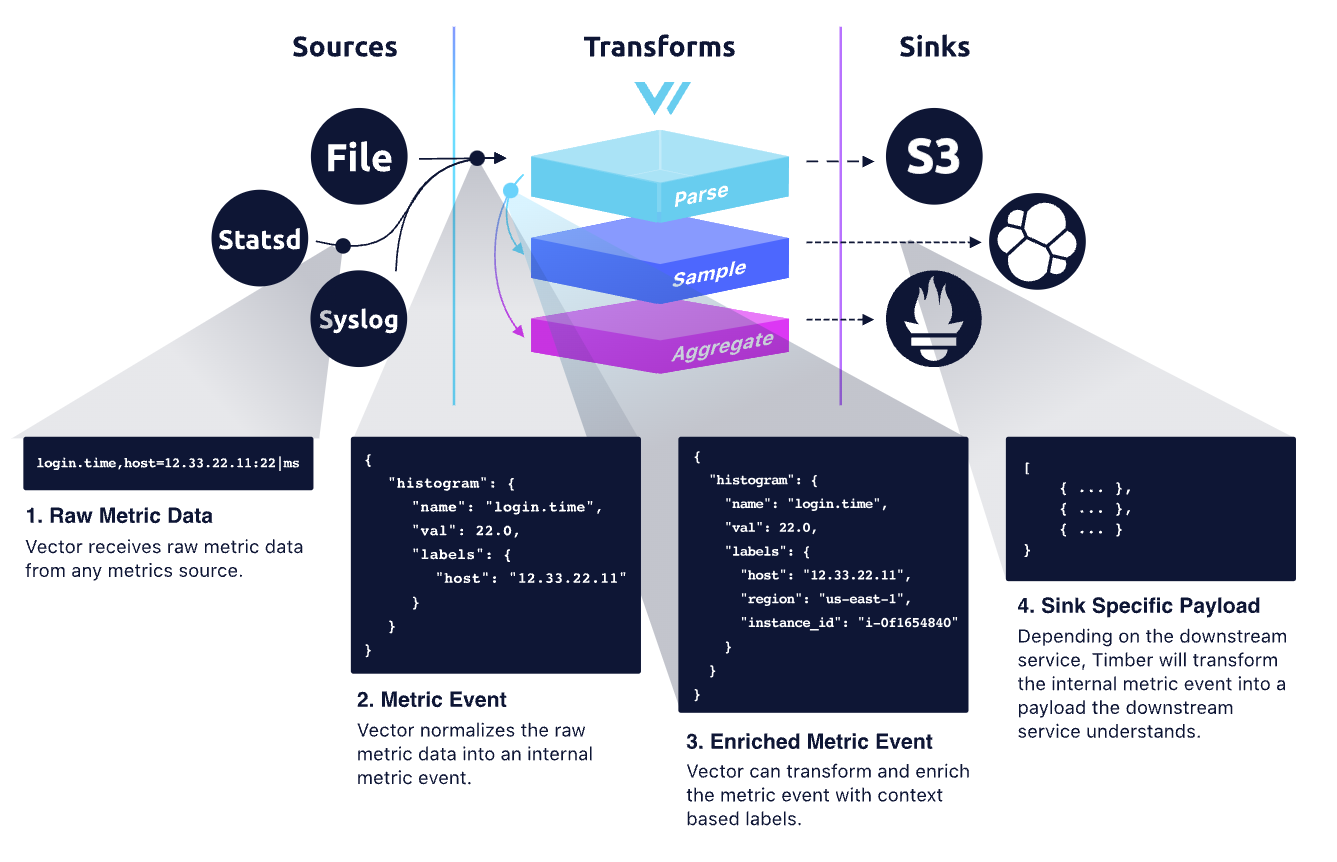 Sources
Transforms
Sinks
File
Statsd
Syslog
Parse
Sample
Aggregate
S3
login.time,host=12.33.22.11:22|ms
1. Raw Metric Data
Vector receives raw metric data
from any metrics source.
{
"histogram": {
"name": "login.time",
"val": 22.0,
"labels": {
"host": "12.33.22.11"
}
}
}
2. Metric Event
Vector normalizes the raw
metric data into an internal
metric event.
{
"histogram": {
"name": "login.time",
"val": 22.0,
"labels": {
"host": "12.33.22.11",
"region": "us-east-1",
"instance_id": "i-0f1654840"
}
}
}
3. Enriched Metric Event
Vector can transform and enrich
the metric event with context
based labels.
[
{ ... },
{ ... },
{ ... }
}
4. Sink Specific Payload
Depending on the downstream
service, Timber will transform
the internal metric event into a
payload the downstream
service understands.